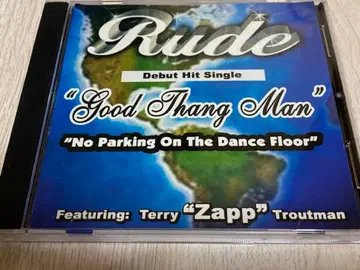 Rude
Debut Hit Single
"Good Thang Man"
"No Parking On The Dance Floor"
Featuring: Terry "Zapp" Troutman